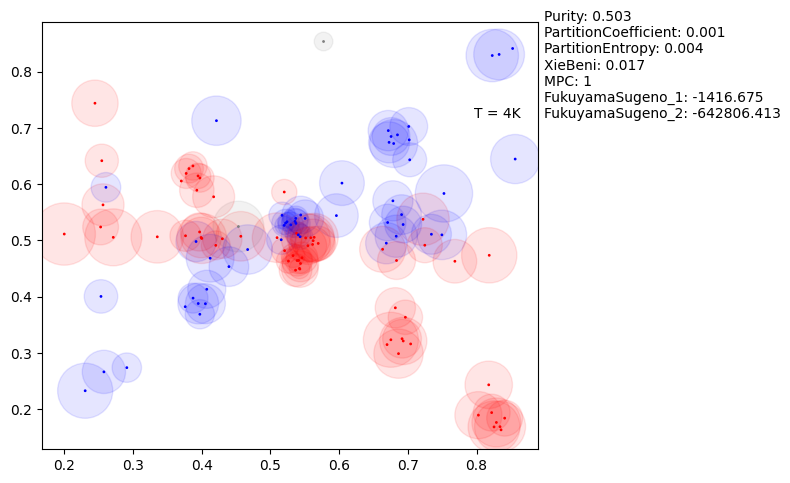 Purity: 0.503
PartitionCoefficient: 0.001
PartitionEntropy: 0.004
XieBeni: 0.017
MPC: 1
FukuyamaSugeno_1: -1416.675
FukuyamaSugeno_2: -642806.413
T = 4K
0.8
0.7
0.6
0.5
0.4
0.3
0.2
0.2
0.3
0.4
0.5
0.6
0.7
0.8